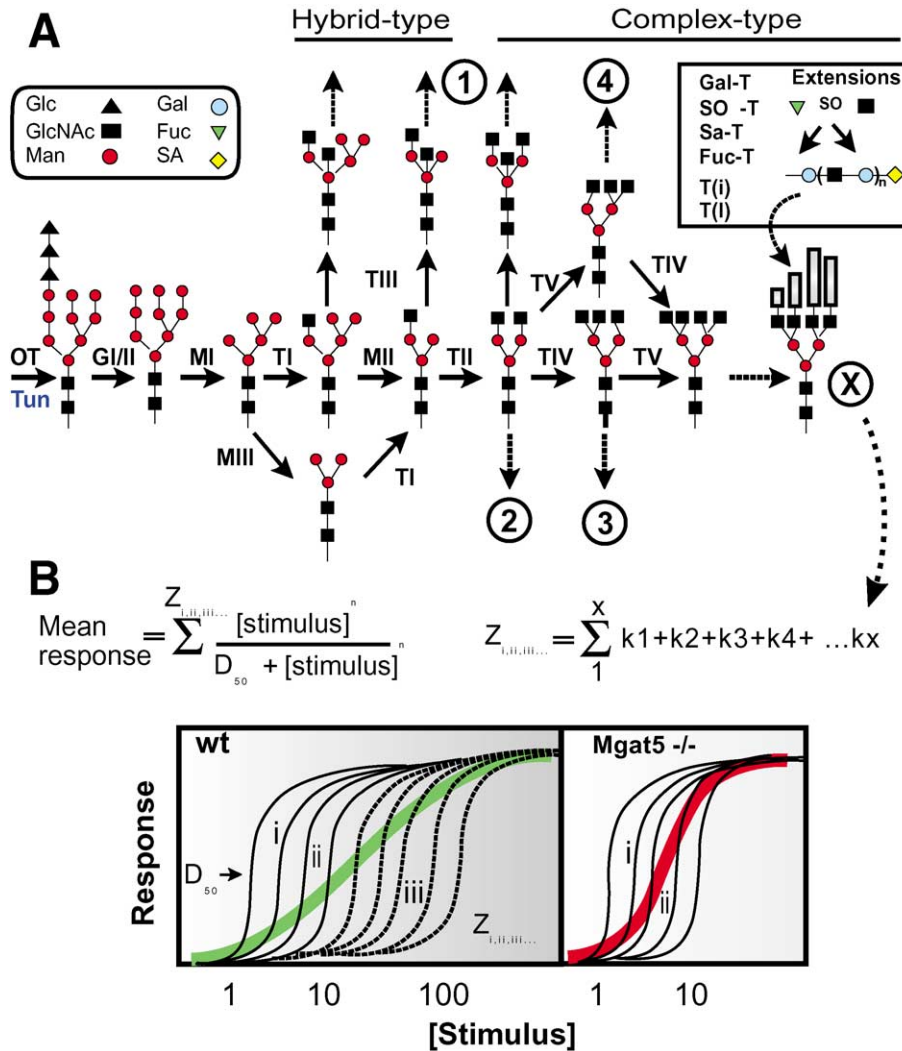 A
Hybrid-type
Complex-type
1
4
Glc
Gal
GlcNAc
Fuc
Man
SA
Gal-T
Extensions
SO -T
SO
Sa-T
Fuc-T
n
T(i)
T(I)
TIII
TV
TIV
OT
GI/II
MI
TI
MII
TII
TIV
TV
Tun
X
MIII
TI
2
3
B
Mean response = Σ Z i,ii,iii... [stimulus] n / D 50 + [stimulus] n
Z i,ii,iii... = x Σ 1 k1+k2+k3+k4+ ...kx
wt
Mgat5 -/-
Response
i
ii
iii
D 50
Z i,ii,iii...
i
ii
1 10 100
1 10
[Stimulus]